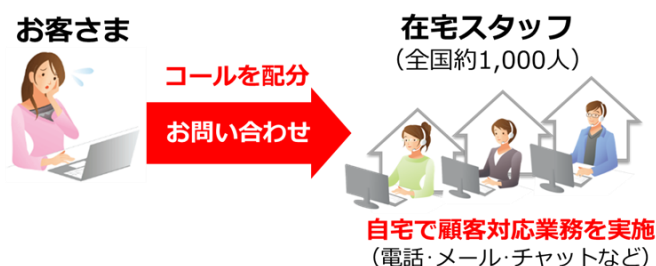 お客さま
コールを配分
お問い合わせ
在宅スタッフ
（全国約1,000人）
自宅で顧客対応業務を実施
（電話･メール･チャットなど）